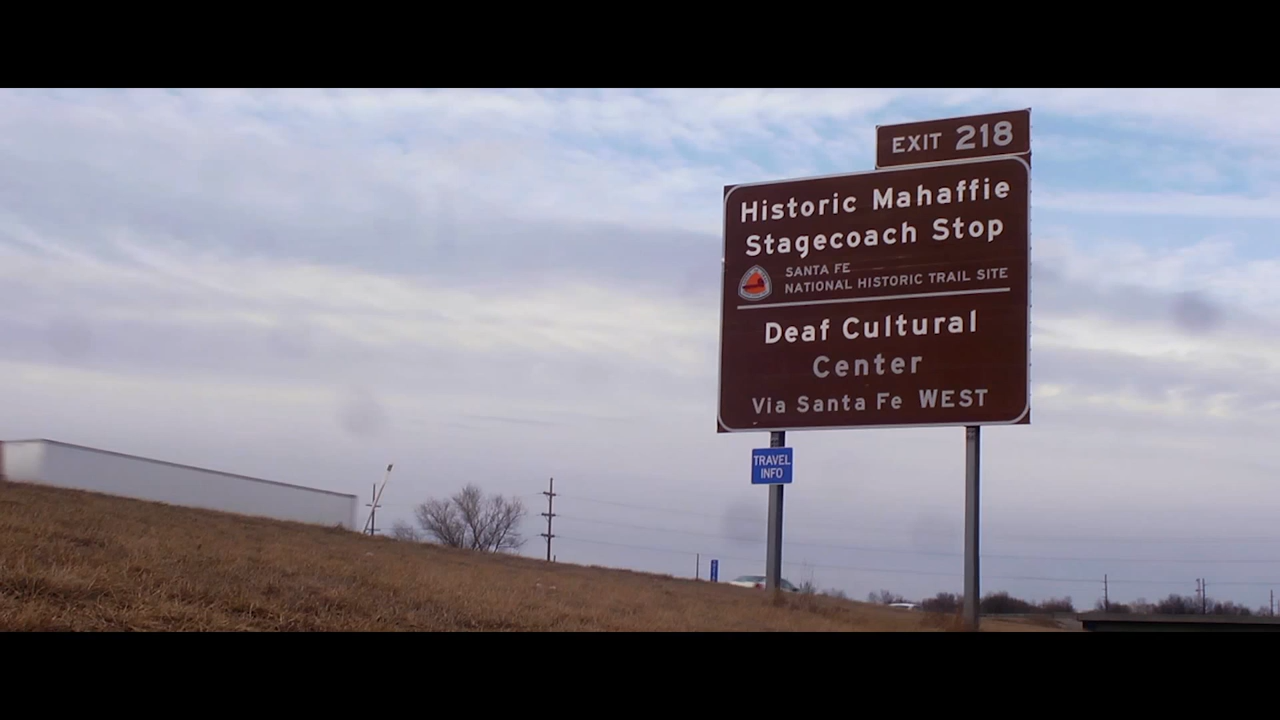 EXIT 218
Historic Mahaffie
Stagecoach Stop
SANTA FE
NATIONAL HISTORIC TRAIL SITE
Deaf Cultural
Center
Via Santa Fe WEST
TRAVEL
INFO